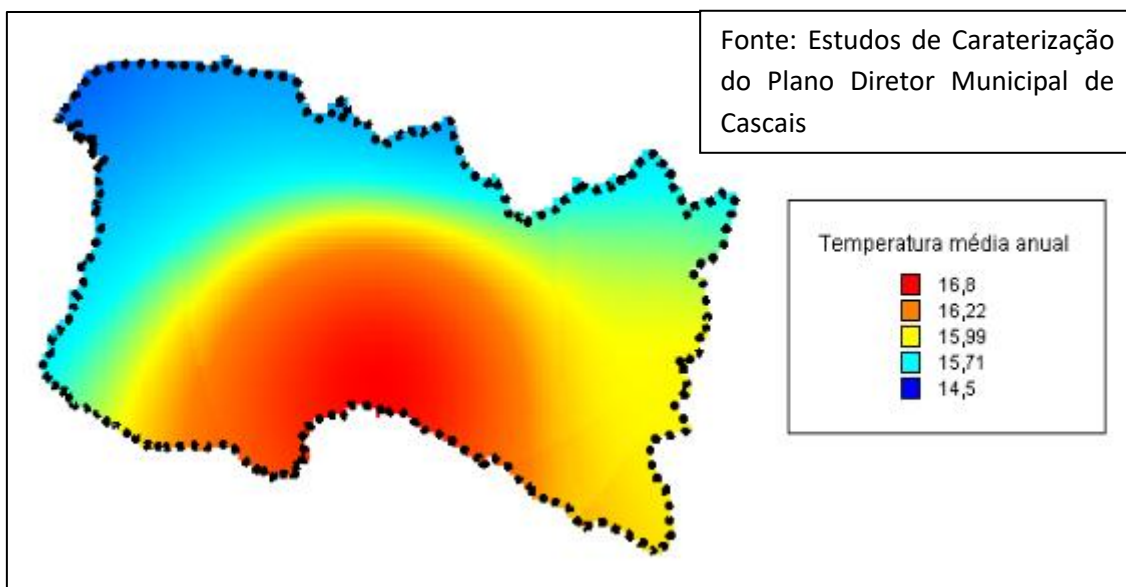 Fonte: Estudos de Caraterização
do Plano Diretor Municipal de
Cascais
Temperatura média anual
16,8
16,22
15,99
15,71
14,5